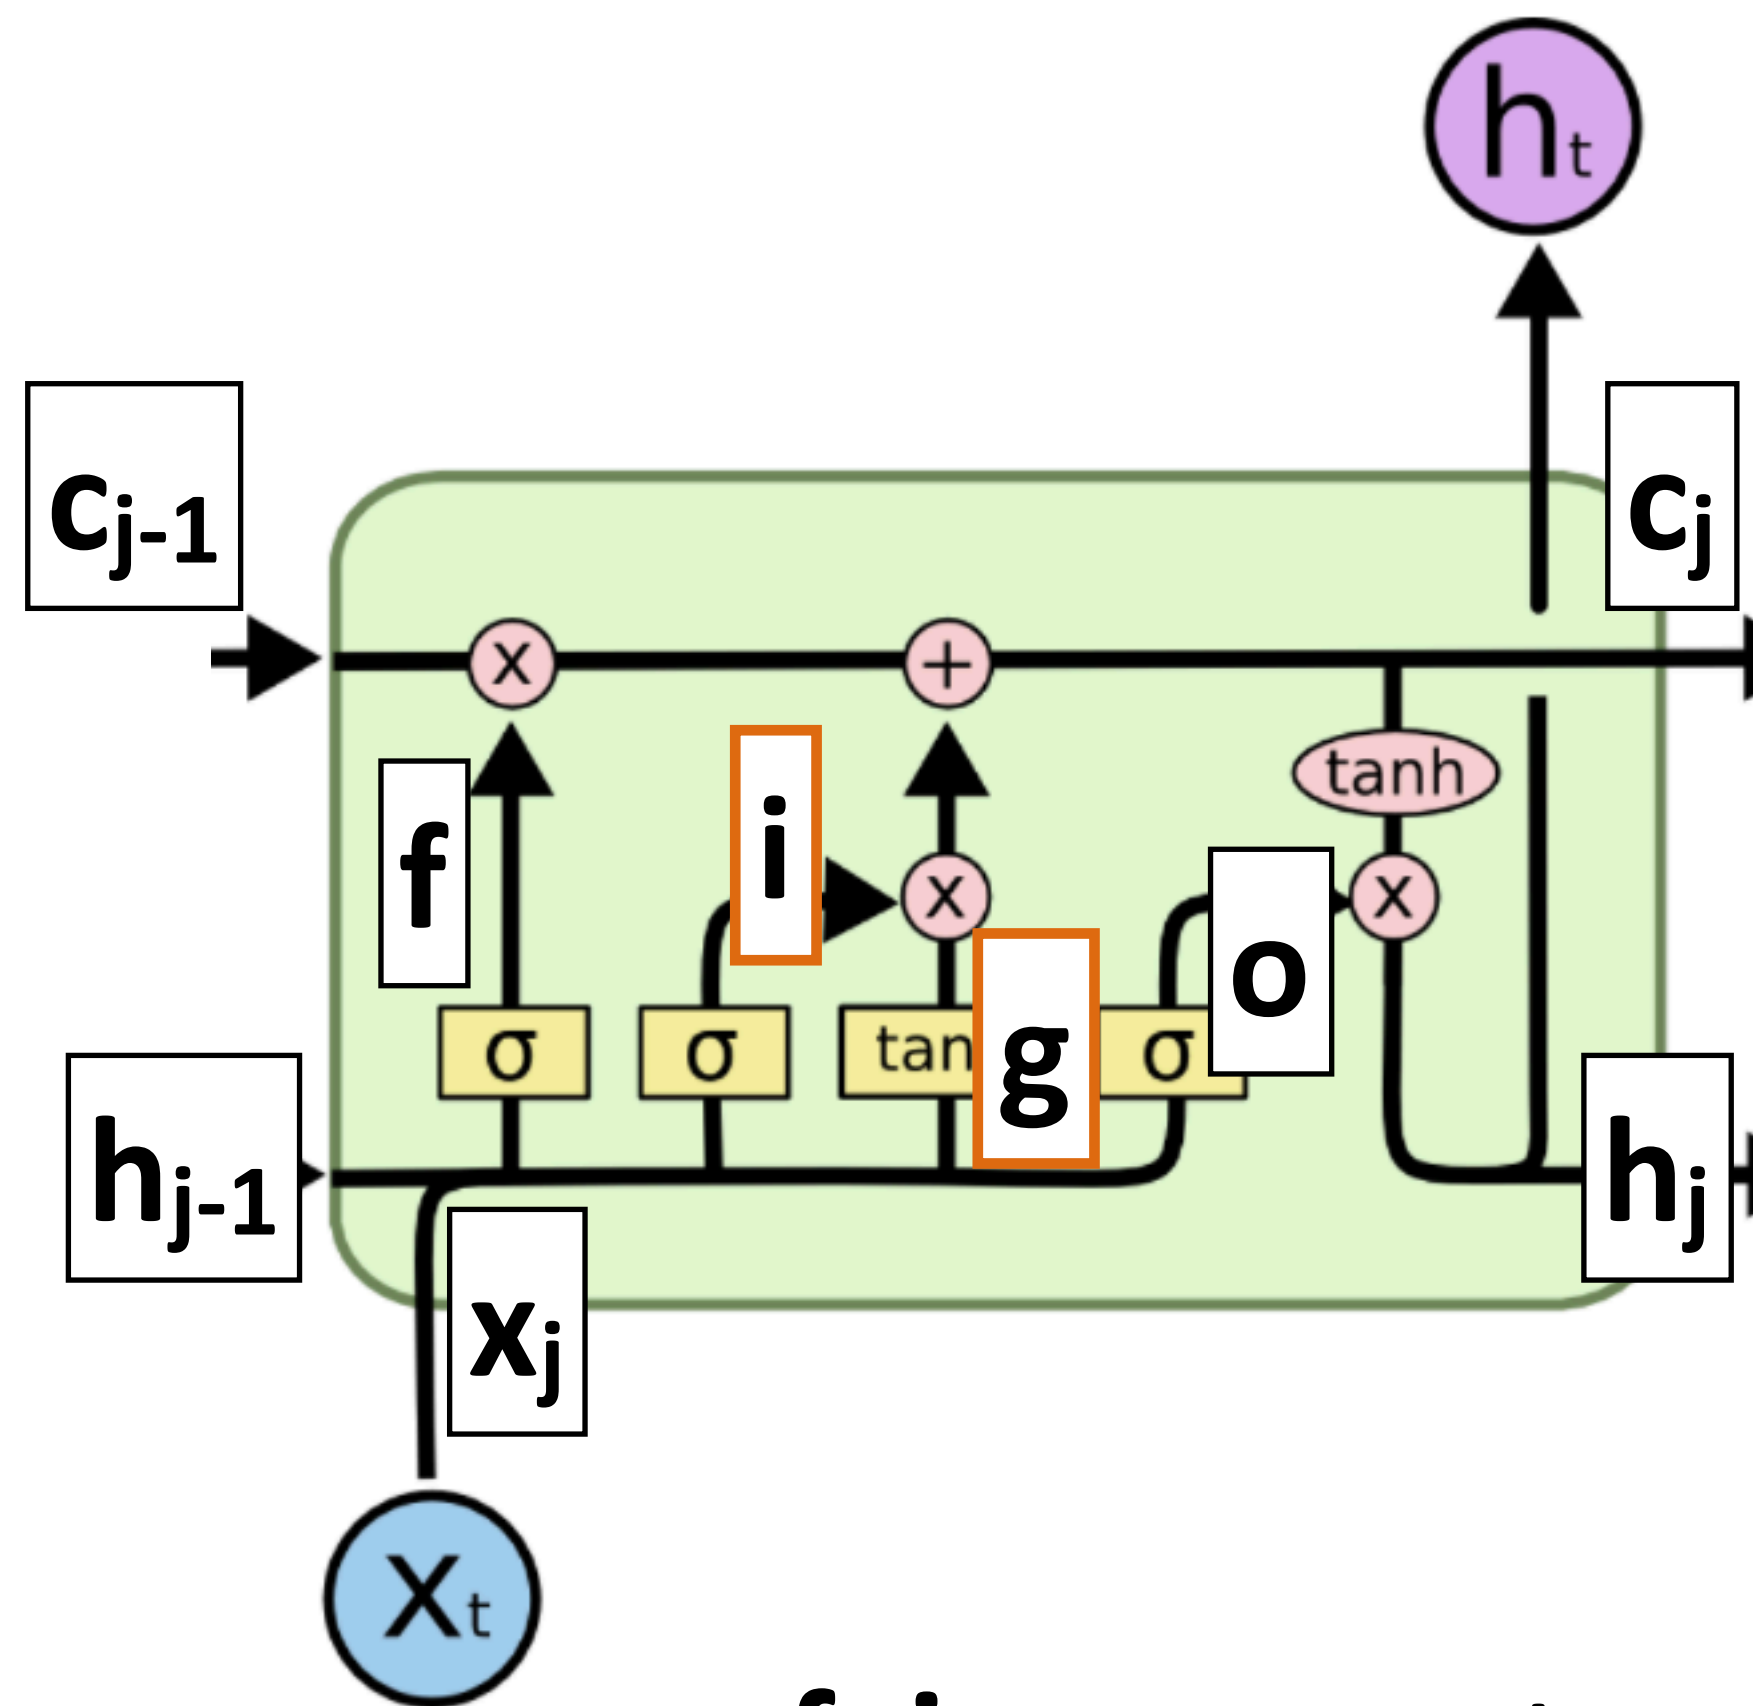 ht
cj-1
cj
x
+
tanh
f
i
x
x
o
σ
σ
tan
g
σ
hj-1
hj
xj
xt